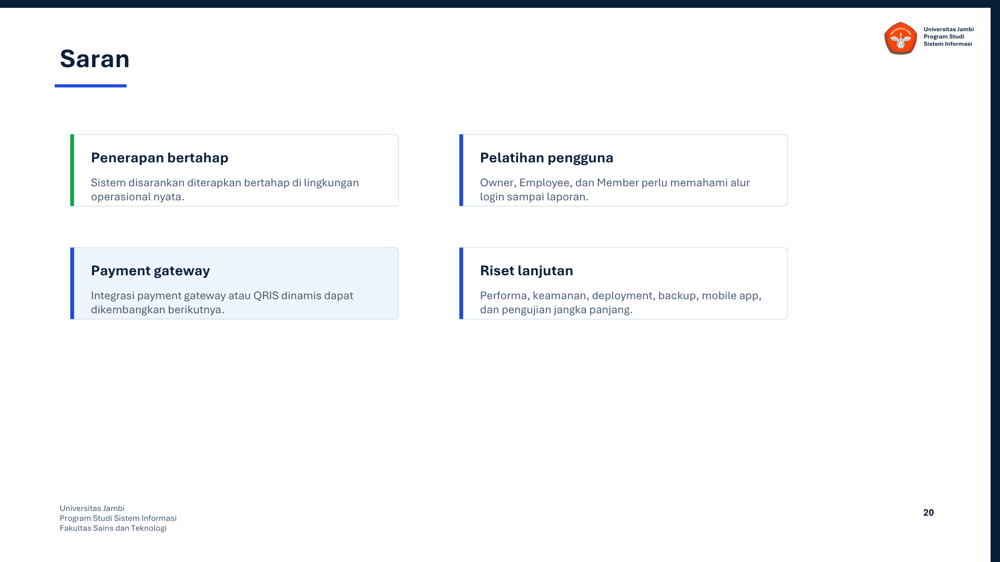 Universitas Jambi
Program Studi
Sistem Informasi
Saran
Penerapan bertahap
Sistem disarankan diterapkan bertahap di lingkungan
operasional nyata.
Pelatihan pengguna
Owner, Employee, dan Member perlu memahami alur
login sampai laporan.
Payment gateway
Integrasi payment gateway atau QRIS dinamis dapat
dikembangkan berikutnya.
Riset lanjutan
Performa, keamanan, deployment, backup, mobile app,
dan pengujian jangka panjang.
Universitas Jambi
Program Studi Sistem Informasi
Fakultas Sains dan Teknologi
20
UNIVERSITAS JAMBI